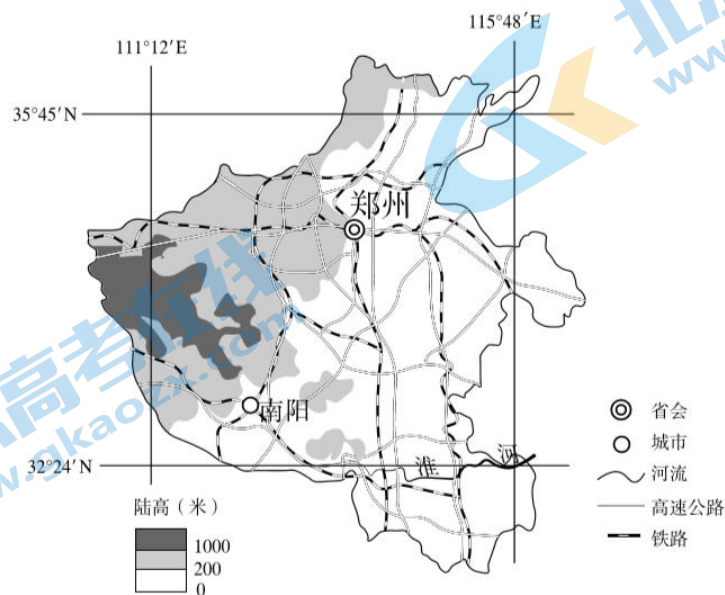 115°48′E
111°12′E
35°45′N
郑州
南阳
32°24′N
淮 河
陆高（米）
1000
200
0
省会
城市
河流
高速公路
铁路
高考在线
www.gkaozx.com
北
www